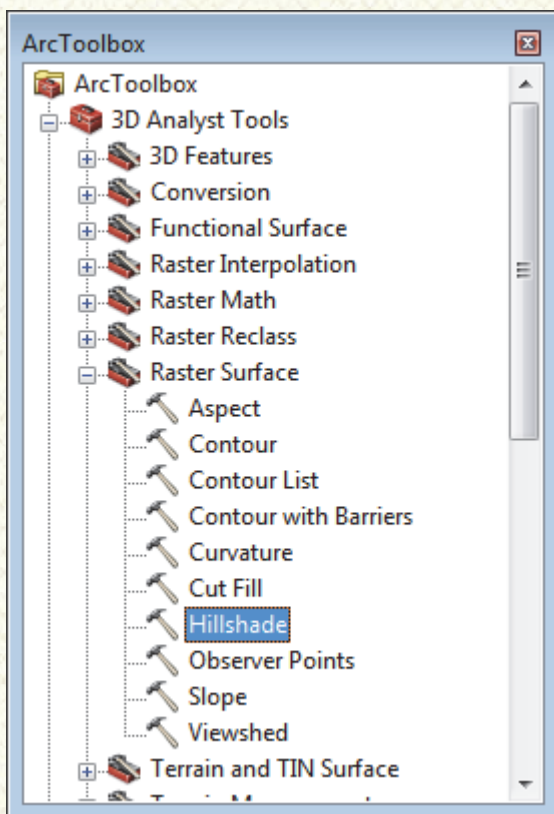 ArcToolbox
ArcToolbox
3D Analyst Tools
3D Features
Conversion
Functional Surface
Raster Interpolation
Raster Math
Raster Reclass
Raster Surface
Aspect
Contour
Contour List
Contour with Barriers
Curvature
Cut Fill
Hillshade
Observer Points
Slope
Viewshed
Terrain and TIN Surface